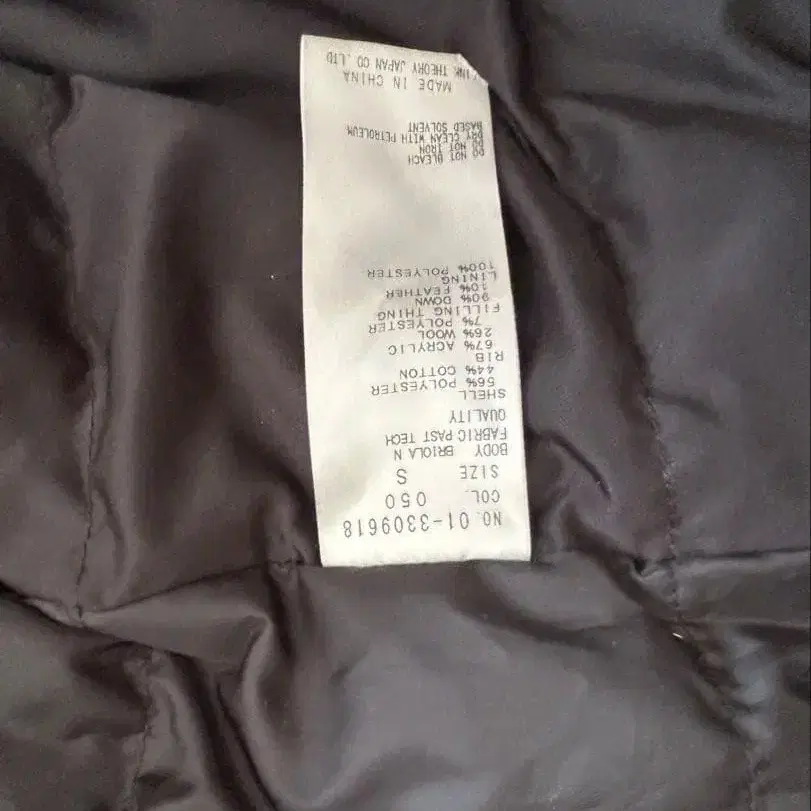 NO. 01-3309618
COL. 050
SIZE S
BODY BRIOLA N
FABRIC PAST TECH
QUALITY
SHELL
56% POLYESTER
44% COTTON
RIB
67% ACRYLIC
26% WOOL
7% POLYESTER
FILLING THING
90% DOWN
10% FEATHER
LINING
100% POLYESTER
DO NOT BLEACH
DO NOT IRON
DRY CLEAN WITH PETROLEUM
BASED SOLVENT
MADE IN CHINA
THEORY JAPAN CO.,LTD